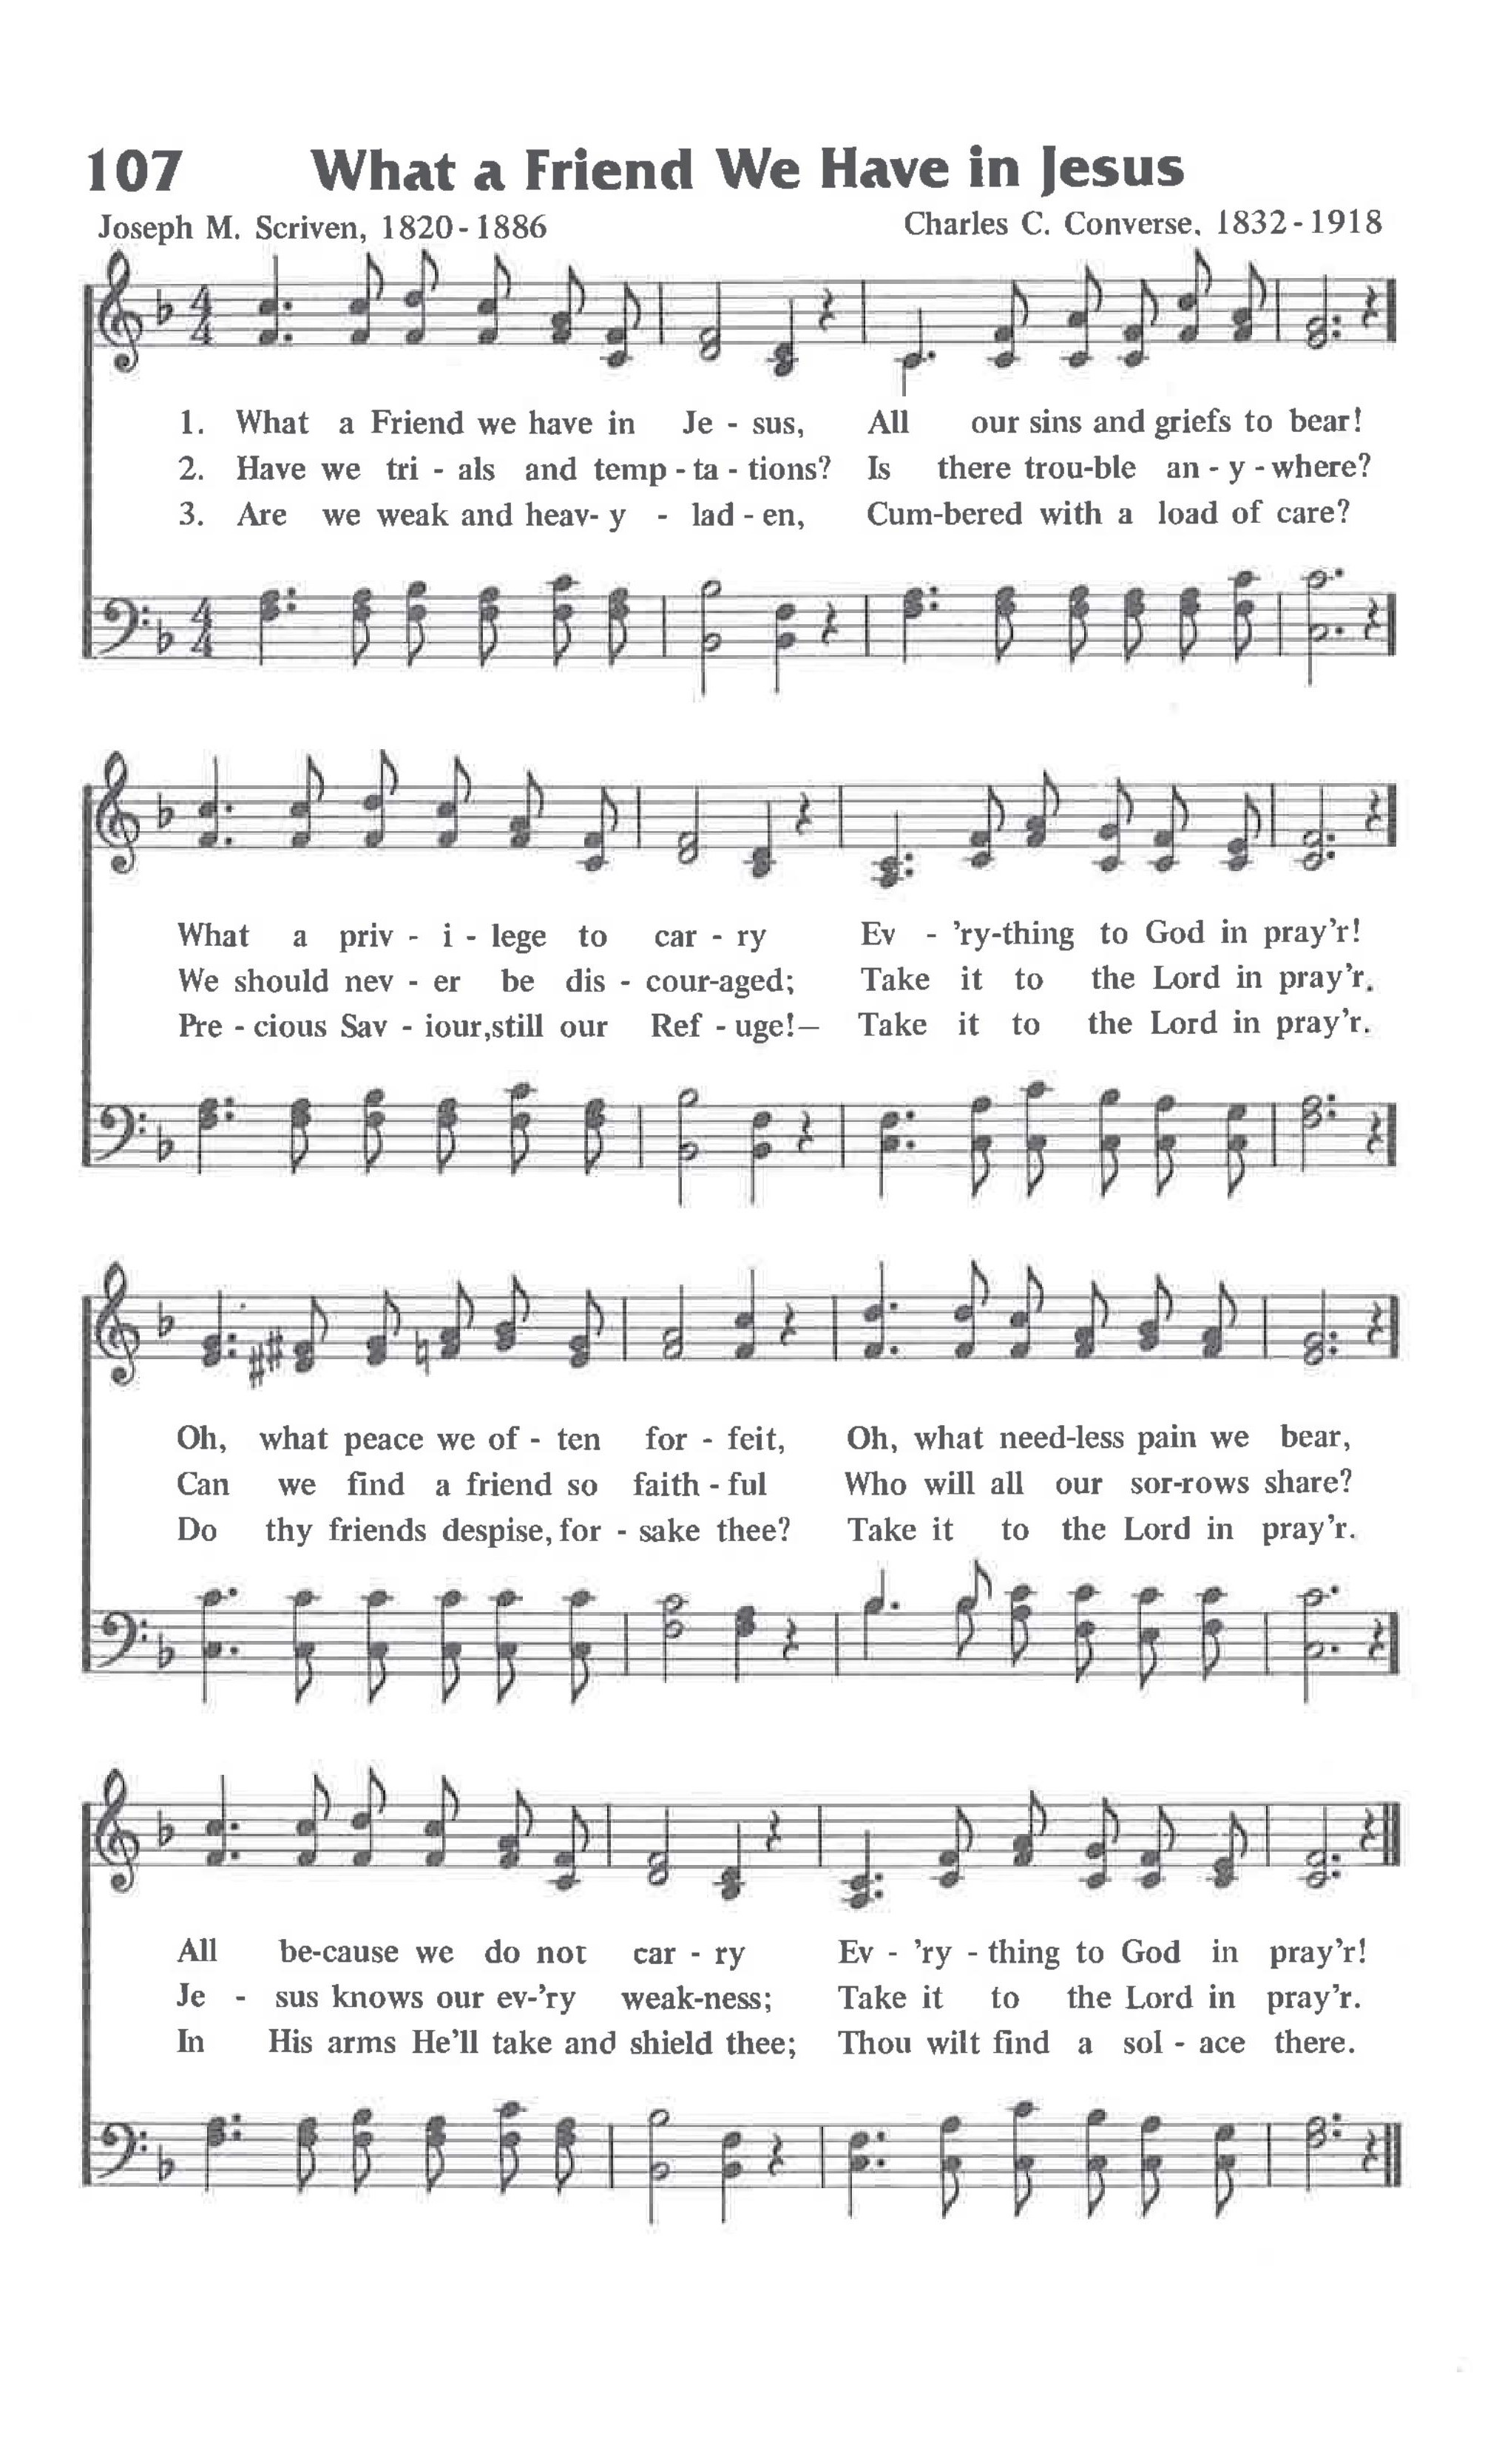 107 What a Friend We Have in Jesus
Joseph M. Scriven, 1820-1886 Charles C. Converse, 1832-1918
4
4
1. What a Friend we have in Je - sus, All our sins and griefs to bear!
2. Have we tri - als and temp - ta - tions? Is there trou-ble an - y - where?
3. Are we weak and heav- y - lad - en, Cum-bered with a load of care?
4
4
What a priv - i - lege to car - ry Ev - 'ry-thing to God in pray'r!
We should nev - er be dis - cour-aged; Take it to the Lord in pray'r.
Pre - cious Sav - iour,still our Ref - uge!— Take it to the Lord in pray'r.
Oh, what peace we of - ten for - feit, Oh, what need-less pain we bear,
Can we find a friend so faith - ful Who will all our sor-rows share?
Do thy friends despise, for - sake thee? Take it to the Lord in pray'r.
All be-cause we do not car - ry Ev - 'ry - thing to God in pray'r!
Je - sus knows our ev-'ry weak-ness; Take it to the Lord in pray'r.
In His arms He'll take and shield thee; Thou wilt find a sol - ace there.